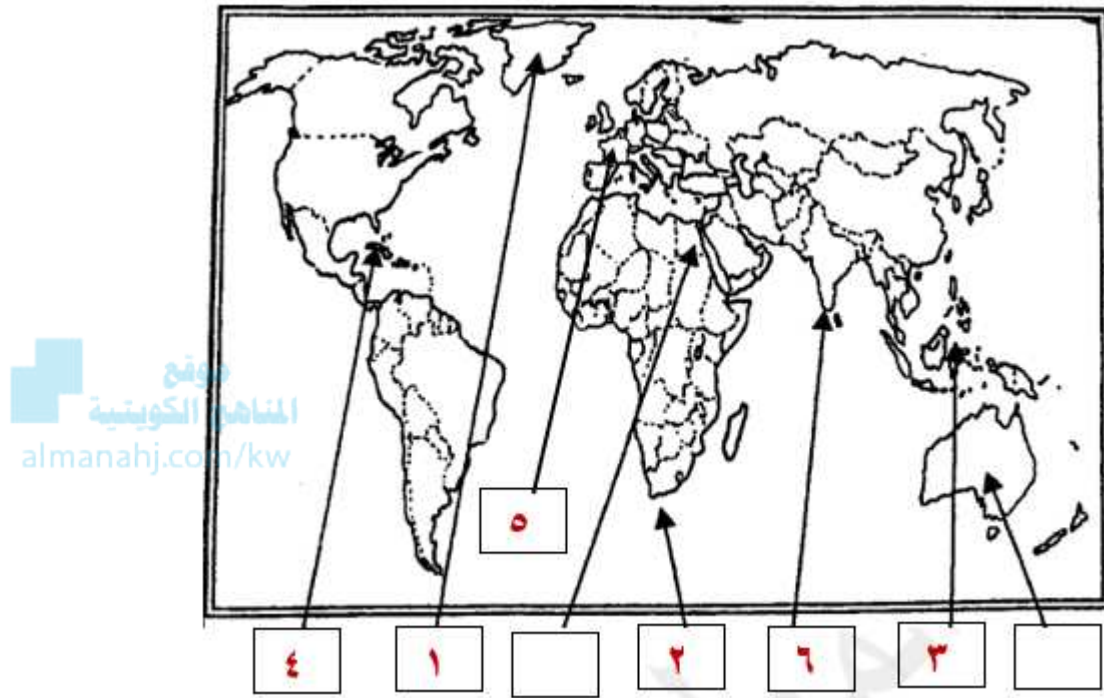 موقع
المناهج الكويتية
almanahj.com/kw
٥
٤
١
٢
٦
٣